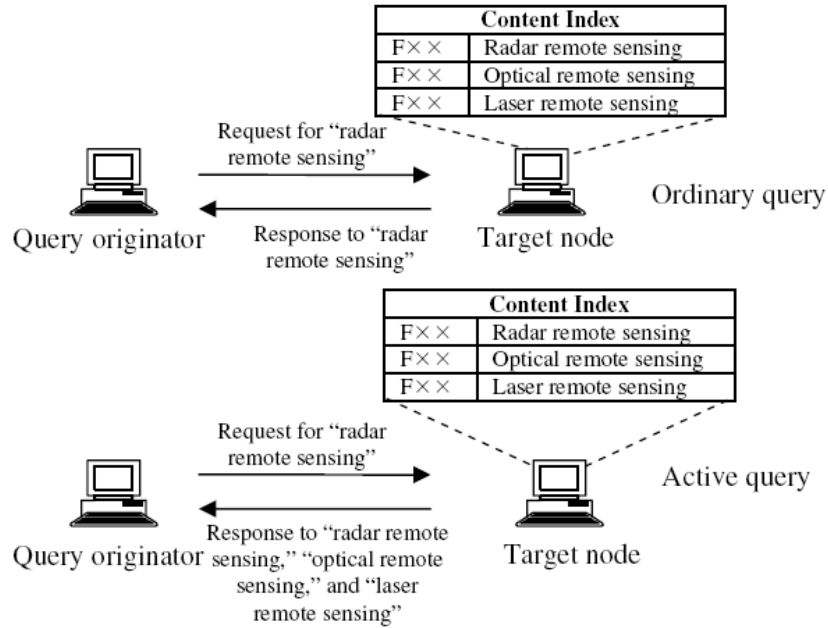 Content Index
F×× Radar remote sensing
F×× Optical remote sensing
F×× Laser remote sensing
Request for “radar
remote sensing”
Ordinary query
Query originator
Response to “radar
remote sensing”
Target node
Content Index
F×× Radar remote sensing
F×× Optical remote sensing
F×× Laser remote sensing
Request for “radar
remote sensing”
Active query
Query originator
Response to “radar remote
sensing,” “optical remote
sensing,” and “laser
remote sensing”
Target node